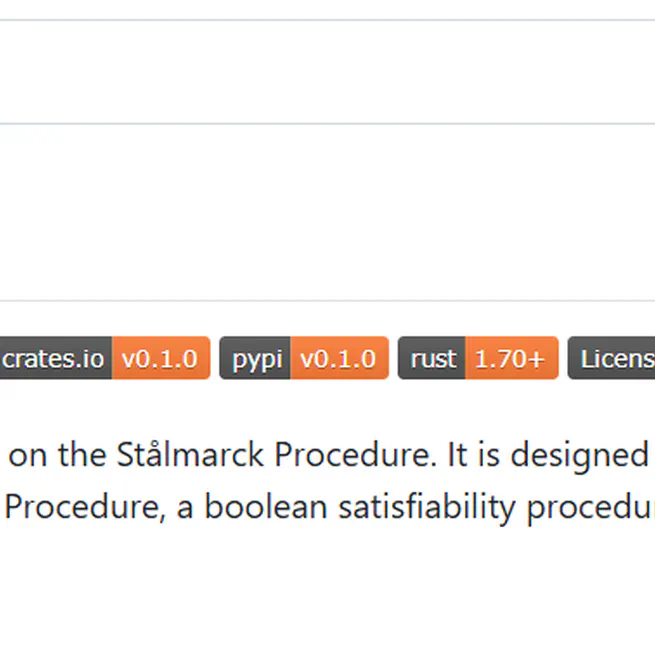 crates.io v0.1.0 pypi v0.1.0 rust 1.70+ Licens
on the Stålmarck Procedure. It is designed
Procedure, a boolean satisfiability procedu